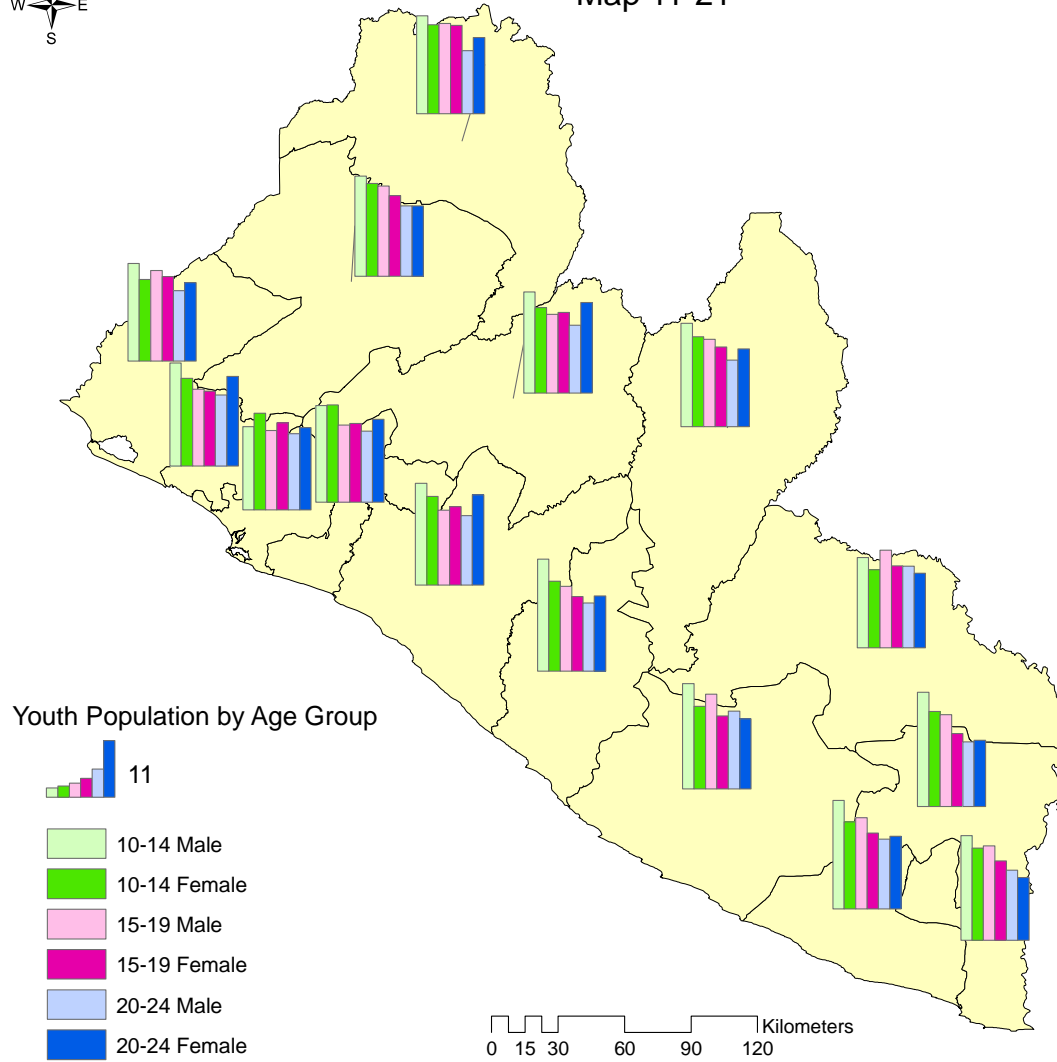 W E
S
Map 11-21
Youth Population by Age Group
11
10-14 Male
10-14 Female
15-19 Male
15-19 Female
20-24 Male
20-24 Female
Kilometers
0 15 30 60 90 120